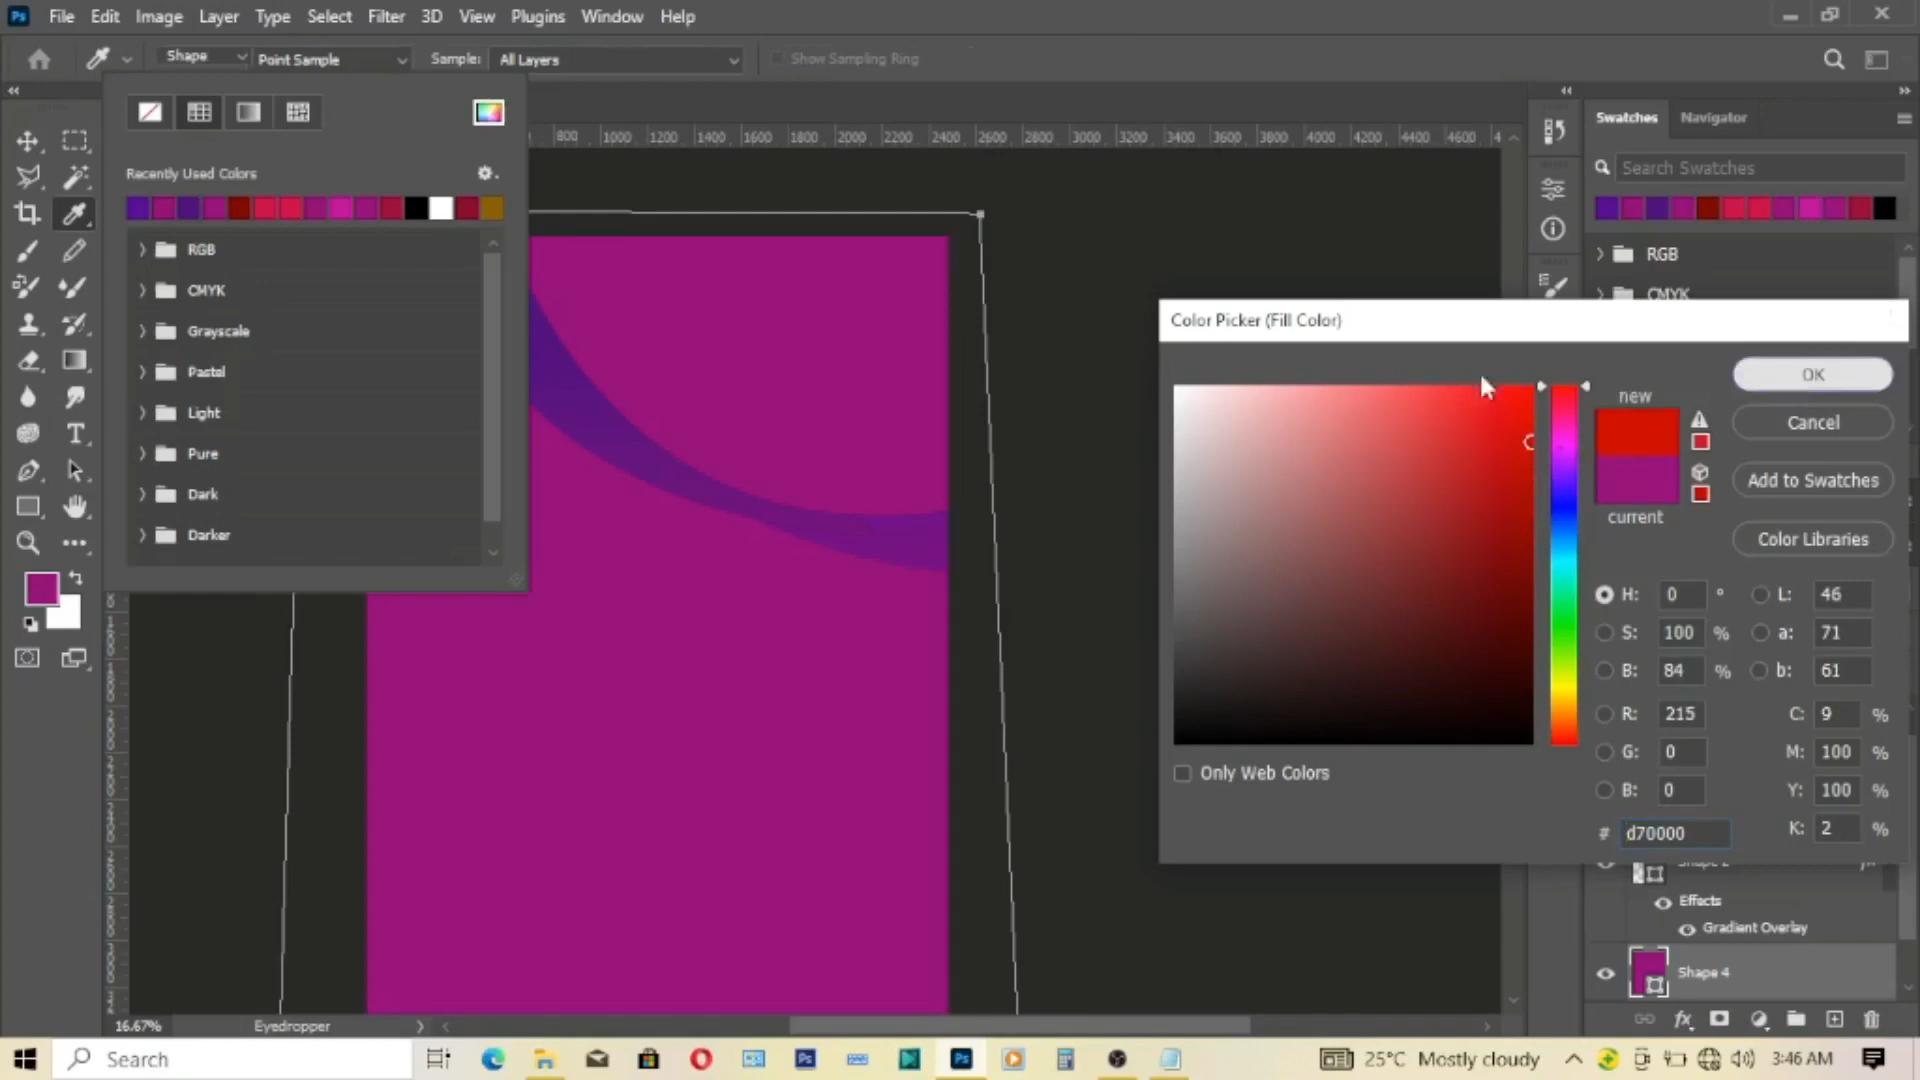 Ps File Edit Image Layer Type Select Filter 3D View Plugins Window Help
Shape Point Sample Sample: All Layers Show Sampling Ring
800 1000 1200 1400 1600 1800 2000 2200 2400 2600 2800 3000 3200 3400 3600 3800 4000 4200 4400 4600 4
Recently Used Colors
RGB
CMYK
Grayscale
Pastel
Light
Pure
Dark
Darker
Swatches Navigator
Search Swatches
RGB
CMYK
Color Picker (Fill Color)
new
current
OK
Cancel
Add to Swatches
Color Libraries
H: 0 ° L: 46
S: 100 % a: 71
B: 84 % b: 61
R: 215 C: 9 %
G: 0 M: 100 %
B: 0 Y: 100 %
# d70000 K: 2 %
Only Web Colors
Effects
Gradient Overlay
Shape 4
16.67% Eyedropper
Search
25°C Mostly cloudy 3:46 AM